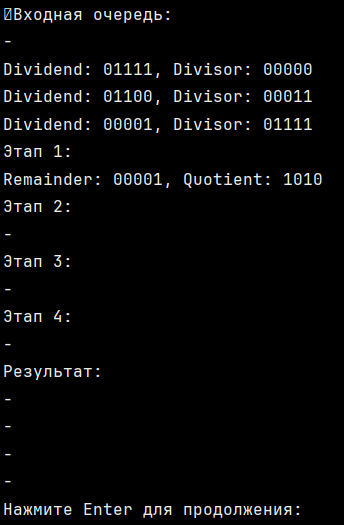 Входная очередь:
-
Dividend: 01111, Divisor: 00000
Dividend: 01100, Divisor: 00011
Dividend: 00001, Divisor: 01111
Этап 1:
Remainder: 00001, Quotient: 1010
Этап 2:
-
Этап 3:
-
Этап 4:
-
Результат:
-
-
-
-
Нажмите Enter для продолжения: